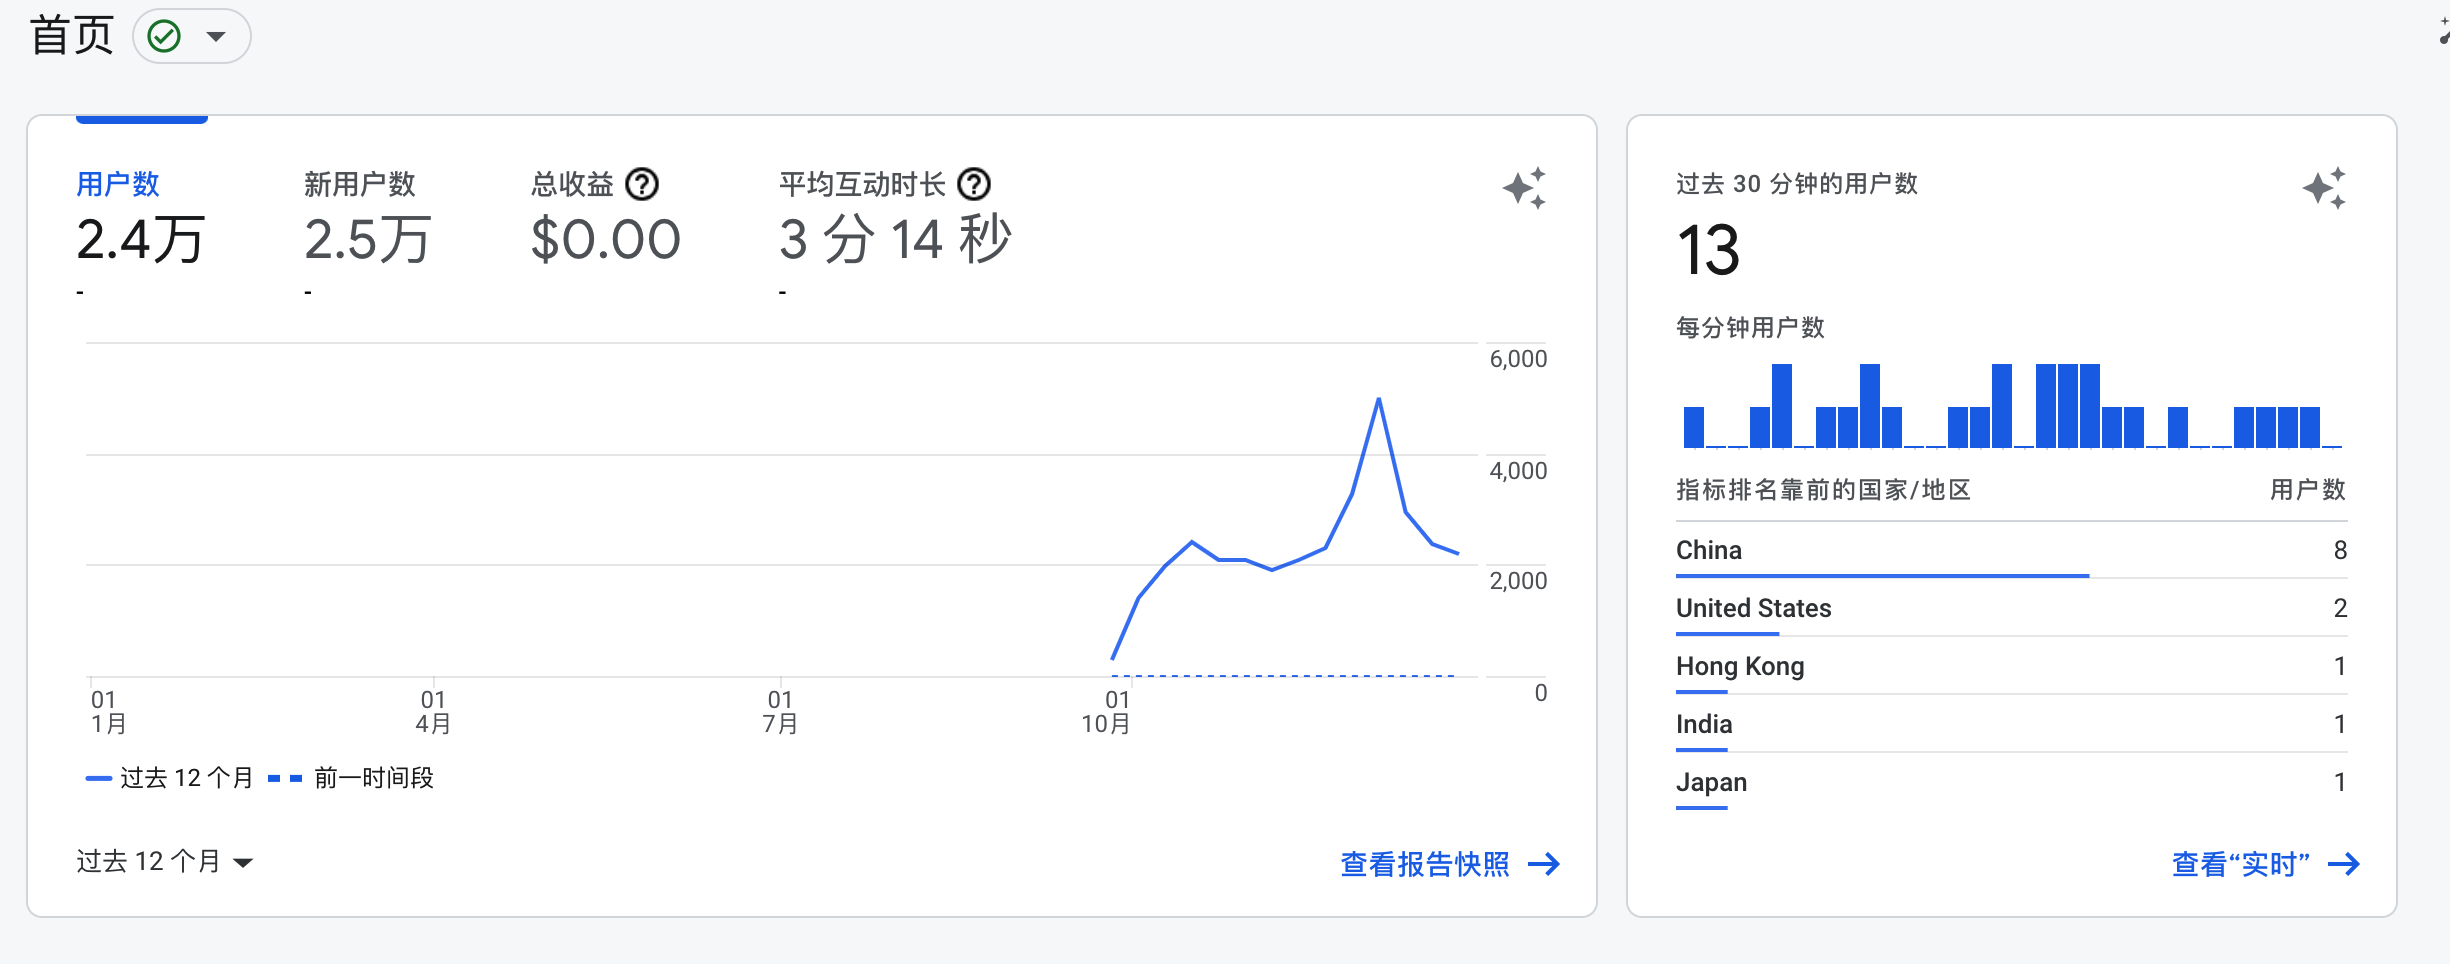 首页
用户数
2.4万
-
新用户数
2.5万
-
总收益
$0.00
平均互动时长
3 分 14 秒
-
6,000
4,000
2,000
0
01
1月
01
4月
01
7月
01
10月
过去 12 个月
前一时间段
过去 12 个月
查看报告快照
过去 30 分钟的用户数
13
每分钟用户数
指标排名靠前的国家/地区 用户数
China 8
United States 2
Hong Kong 1
India 1
Japan 1
查看“实时”